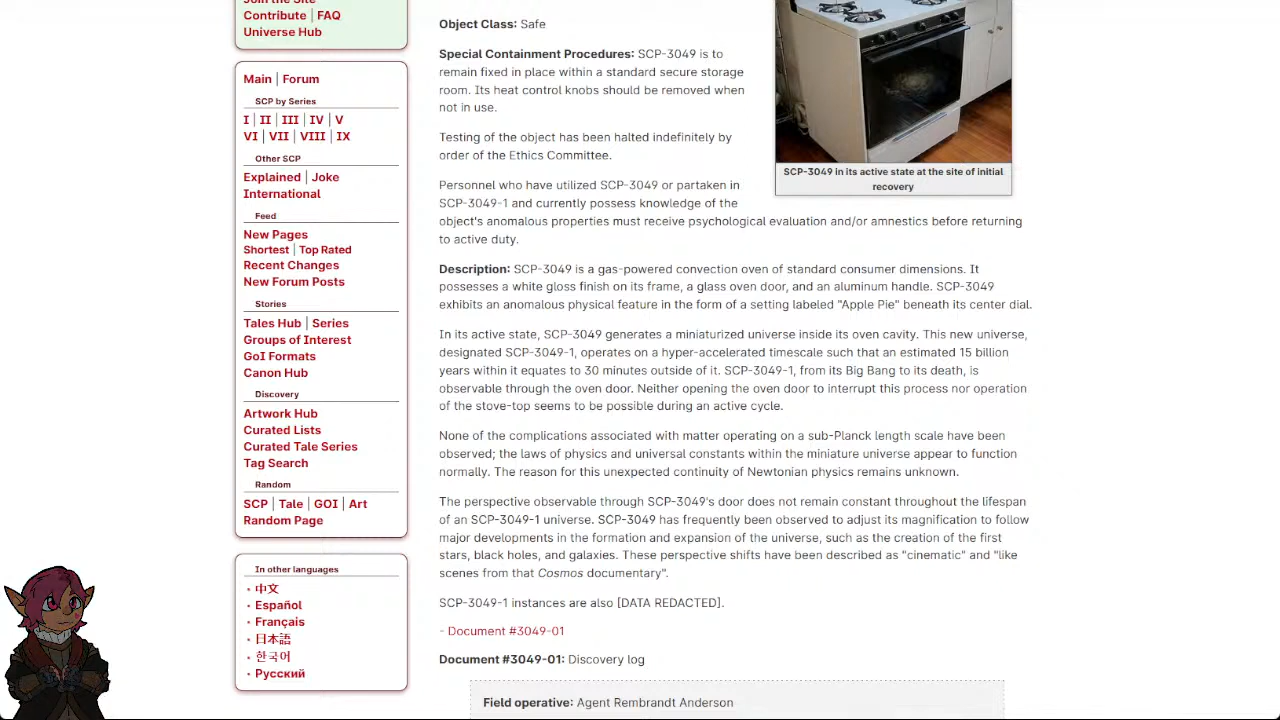 Contribute | FAQ
Universe Hub
Main | Forum
SCP by Series
I | II | III | IV | V
VI | VII | VIII | IX
Other SCP
Explained | Joke
International
Feed
New Pages
Shortest | Top Rated
Recent Changes
New Forum Posts
Stories
Tales Hub | Series
Groups of Interest
GoI Formats
Canon Hub
Discovery
Artwork Hub
Curated Lists
Curated Tale Series
Tag Search
Random
SCP | Tale | GOI | Art
Random Page
In other languages
中文
Español
Français
日本語
한국어
Русский
Object Class: Safe
Special Containment Procedures: SCP-3049 is to
remain fixed in place within a standard secure storage
room. Its heat control knobs should be removed when
not in use.
Testing of the object has been halted indefinitely by
order of the Ethics Committee.
Personnel who have utilized SCP-3049 or partaken in
SCP-3049-1 and currently possess knowledge of the
object's anomalous properties must receive psychological evaluation and/or amnestics before returning
to active duty.
SCP-3049 in its active state at the site of initial
recovery
Description: SCP-3049 is a gas-powered convection oven of standard consumer dimensions. It
possesses a white gloss finish on its frame, a glass oven door, and an aluminum handle. SCP-3049
exhibits an anomalous physical feature in the form of a setting labeled "Apple Pie" beneath its center dial.
In its active state, SCP-3049 generates a miniaturized universe inside its oven cavity. This new universe,
designated SCP-3049-1, operates on a hyper-accelerated timescale such that an estimated 15 billion
years within it equates to 30 minutes outside of it. SCP-3049-1, from its Big Bang to its death, is
observable through the oven door. Neither opening the oven door to interrupt this process nor operation
of the stove-top seems to be possible during an active cycle.
None of the complications associated with matter operating on a sub-Planck length scale have been
observed; the laws of physics and universal constants within the miniature universe appear to function
normally. The reason for this unexpected continuity of Newtonian physics remains unknown.
The perspective observable through SCP-3049's door does not remain constant throughout the lifespan
of an SCP-3049-1 universe. SCP-3049 has frequently been observed to adjust its magnification to follow
major developments in the formation and expansion of the universe, such as the creation of the first
stars, black holes, and galaxies. These perspective shifts have been described as "cinematic" and "like
scenes from that Cosmos documentary".
SCP-3049-1 instances are also [DATA REDACTED].
- Document #3049-01
Document #3049-01: Discovery log
Field operative: Agent Rembrandt Anderson